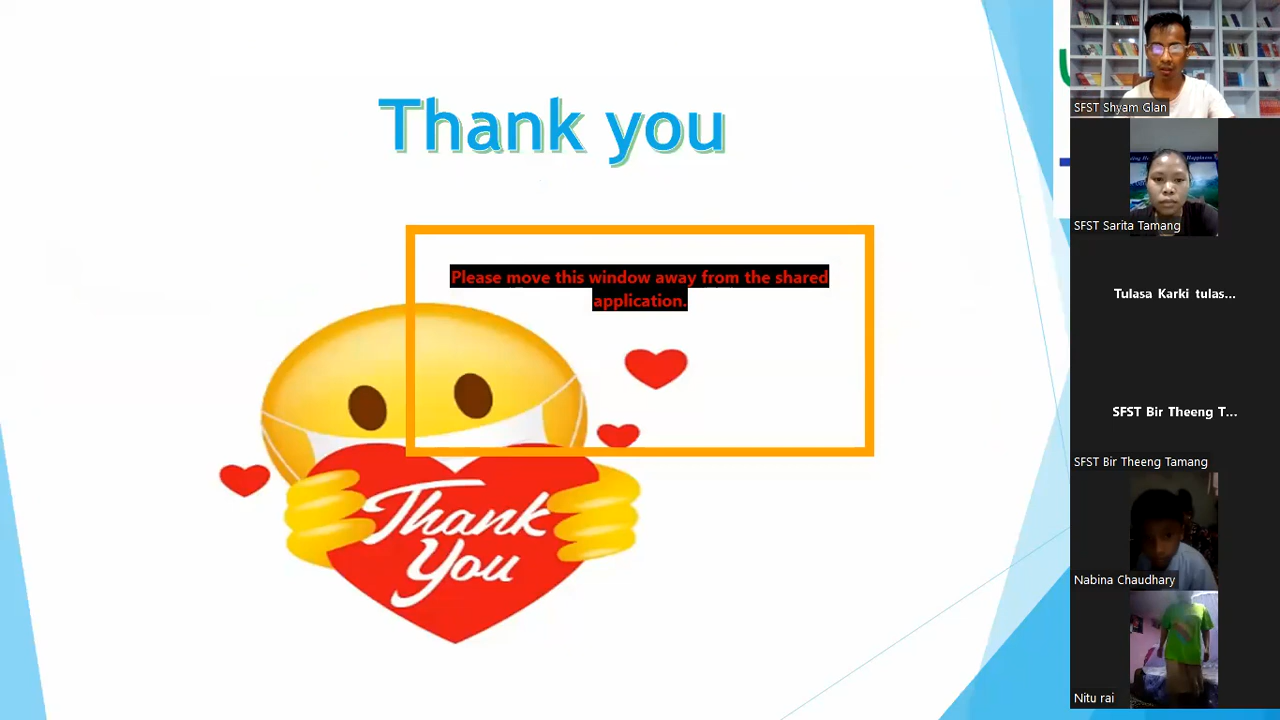 Thank you
Please move this window away from the shared
application.
Thank
You
SFST Shyam Glan
SFST Sarita Tamang
Tulasa Karki tulas...
SFST Bir Theeng T...
SFST Bir Theeng Tamang
Nabina Chaudhary
Nitu rai